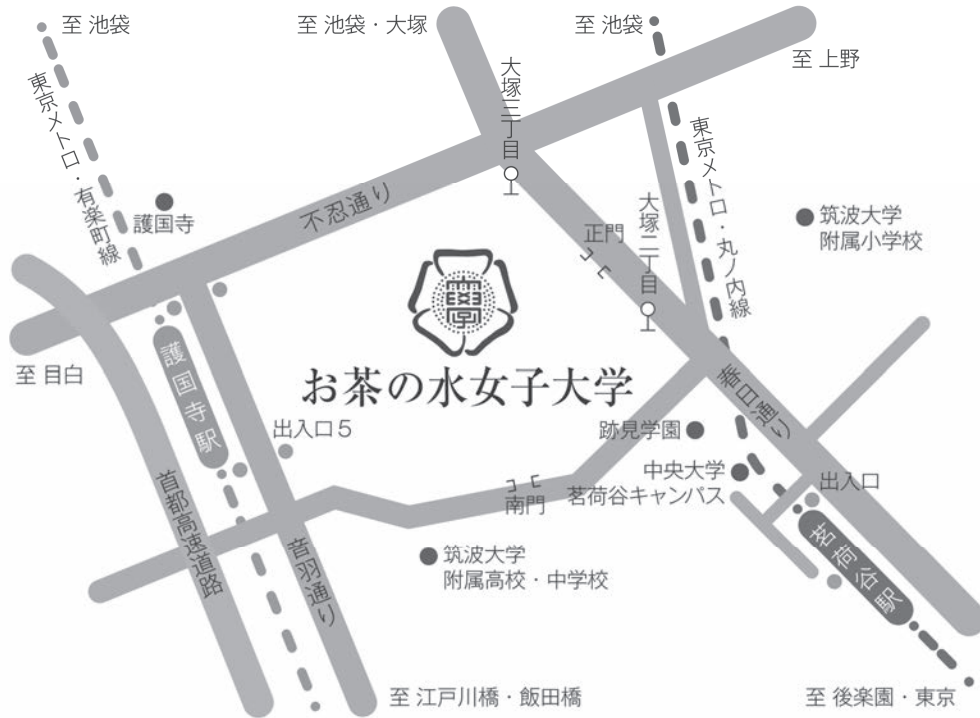 至 池袋
至 池袋・大塚
至 池袋
至 上野
大塚三丁目
東京メトロ・有楽町線
東京メトロ・丸ノ内線
護国寺
不忍通り
正門
大塚二丁目
筑波大学
附属小学校
至 目白
學
お茶の水女子大学
護国寺駅
春日通り
出入口5
跡見学園
中央大学
茗荷谷キャンパス
出入口
南門
首都高速道路
音羽通り
筑波大学
附属高校・中学校
茗荷谷駅
至 江戸川橋・飯田橋
至 後楽園・東京